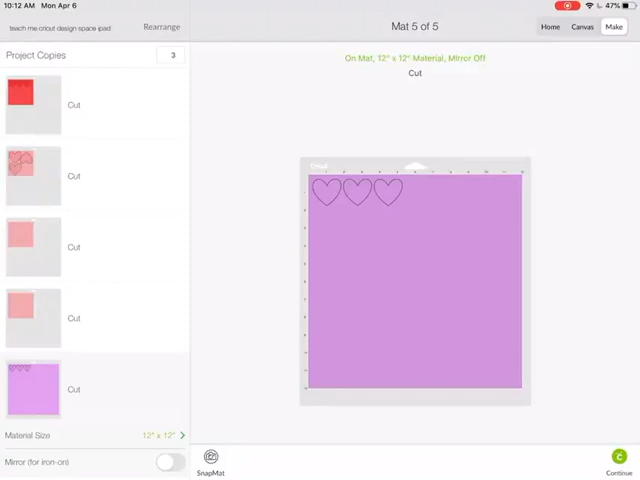 10:12 AM Mon Apr 6
47%
teach me cricut design space ipad
Rearrange
Mat 5 of 5
Home
Canvas
Make
Project Copies
3
On Mat, 12" x 12" Material, Mirror Off
Cut
Cut
Cut
Cut
Cut
Cut
Cricut
Material Size
12" x 12"
Mirror (for iron-on)
SnapMat
Continue